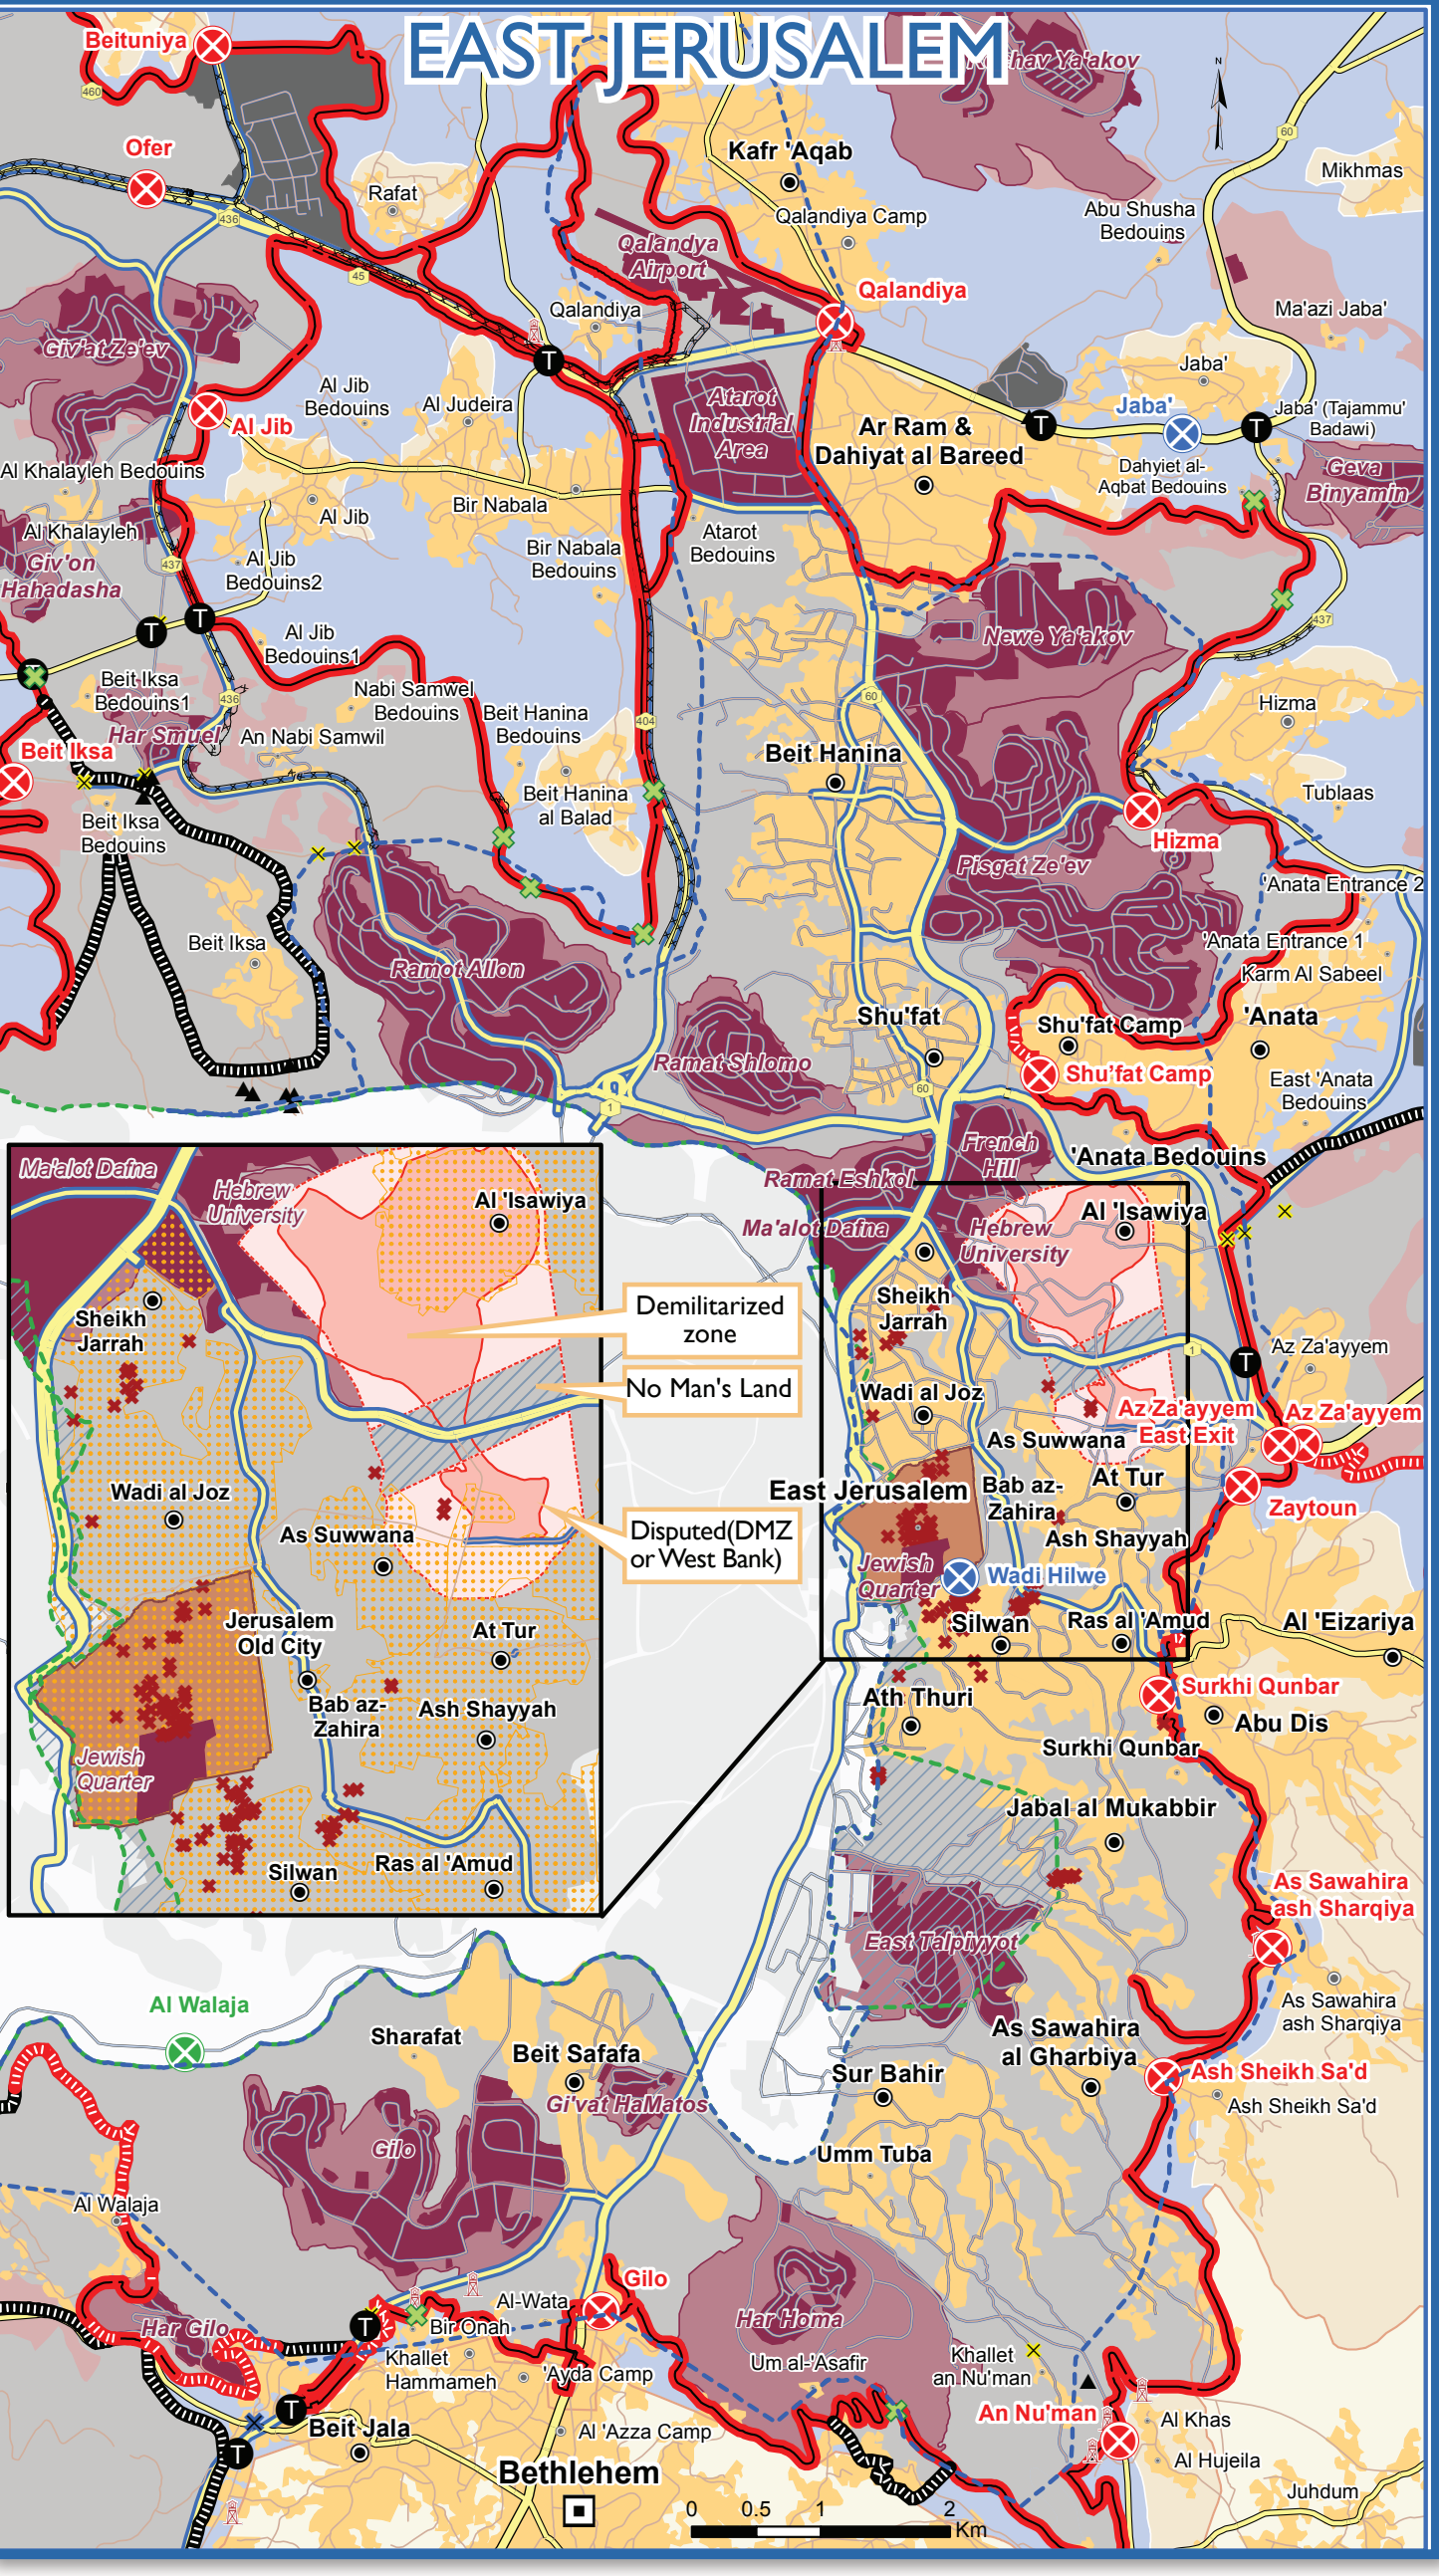 EAST JERUSALEM
Beituniya
460
Ofer
436
45
Rafat
Kafr 'Aqab
Qalandiya Camp
hav Ya'akov
60
Mikhmas
Abu Shusha
Bedouins
N
Qalandya
Airport
Qalandiya
Qalandiya
Ma'azi Jaba'
Giv'at Ze'ev
T
Jaba'
Al Jib
Bedouins
Al Judeira
Atarot
Industrial
Area
Ar Ram &
Dahiyat al Bareed
T
Jaba'
T
Jaba' (Tajammu'
Badawi)
Al Jib
Al Khalayleh Bedouins
Dahyiet al-
Aqbat Bedouins
Geva
Binyamin
Al Jib
Bir Nabala
Al Khalayleh
Atarot
Bedouins
Bir Nabala
Bedouins
Giv'on
Hahadasha
437
Al Jib
Bedouins2
T
T
Al Jib
Bedouins1
Newe Ya'akov
437
Beit Iksa
Bedouins1
436
Nabi Samwel
Bedouins
60
Hizma
Har Smuel
An Nabi Samwil
Beit Hanina
Bedouins
404
Beit Hanina
Beit Iksa
Beit Hanina
al Balad
Tublaas
Beit Iksa
Bedouins
Hizma
Pisgat Ze'ev
'Anata Entrance 2
Beit Iksa
Ramot Allon
'Anata Entrance 1
Karm Al Sabeel
Shu'fat
Shu'fat Camp
'Anata
Ramat Shlomo
Shu'fat Camp
60
1
East 'Anata
Bedouins
French
Hill
'Anata Bedouins
Ramat Eshkol
Ma'alot Dafna
Hebrew
University
Al 'Isawiya
Ma'alot Dafna
Hebrew
University
Al 'Isawiya
Sheikh
Jarrah
Demilitarized
zone
No Man's Land
Sheikh
Jarrah
1
T
Az Za'ayyem
Wadi al Joz
Az Za'ayyem
East Exit
Az Za'ayyem
As Suwwana
Wadi al Joz
As Suwwana
East Jerusalem
Bab az-
Zahira
At Tur
Zaytoun
Disputed(DMZ
or West Bank)
Ash Shayyah
Jewish
Quarter
Wadi Hilwe
Jerusalem
Old City
At Tur
Silwan
Ras al 'Amud
Al 'Eizariya
Bab az-
Zahira
Ash Shayyah
Ath Thuri
Surkhi Qunbar
Abu Dis
Jewish
Quarter
Surkhi Qunbar
Jabal al Mukabbir
Silwan
Ras al 'Amud
As Sawahira
ash Sharqiya
East Talpiyyot
Al Walaja
As Sawahira
ash Sharqiya
Sharafat
Beit Safafa
As Sawahira
al Gharbiya
Sur Bahir
Ash Sheikh Sa'd
Ash Sheikh Sa'd
Gi'vat HaMatos
Gilo
Umm Tuba
Al Walaja
Gilo
Al-Wata
Har Gilo
T
Bir Onah
Har Homa
Khallet
Hammameh
'Ayda Camp
Um al-'Asafir
Khallet
an Nu'man
T
Beit Jala
Al 'Azza Camp
An Nu'man
Al Khas
T
Al Hujeila
Bethlehem
Juhdum
0 0.5 1 2
Km